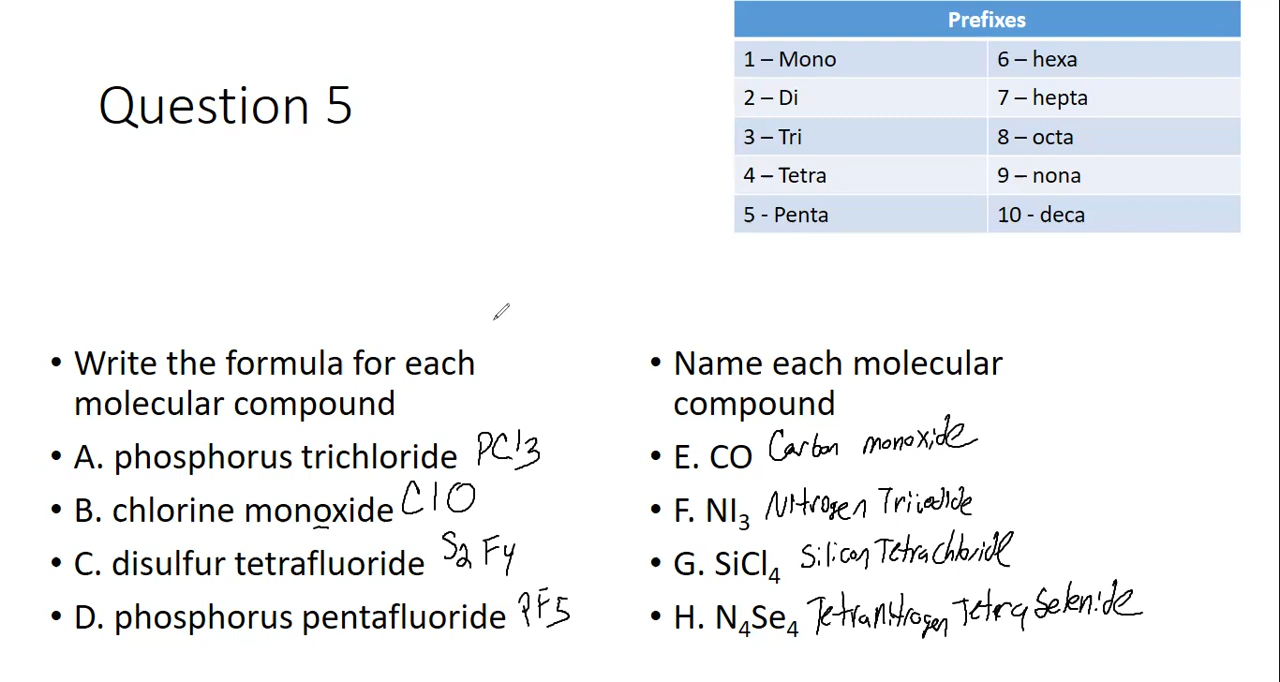 Prefixes
1 – Mono 6 – hexa
2 – Di 7 – hepta
3 – Tri 8 – octa
4 – Tetra 9 – nona
5 - Penta 10 - deca
Question 5
• Write the formula for each
molecular compound
• A. phosphorus trichloride PCl3
• B. chlorine monoxide ClO
• C. disulfur tetrafluoride S2F4
• D. phosphorus pentafluoride PF5
• Name each molecular
compound
• E. CO Carbon monoxide
• F. NI₃ Nitrogen Triiodide
• G. SiCl₄ Silicon Tetrachloride
• H. N₄Se₄ Tetranitrogen Tetraselenide